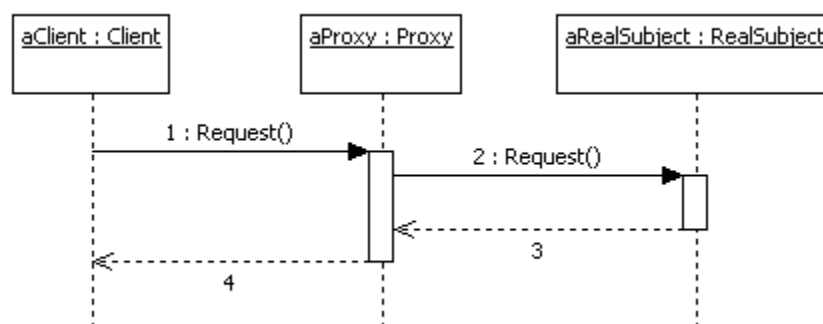 aClient : Client
aProxy : Proxy
aRealSubject : RealSubject
1 : Request()
2 : Request()
3
4